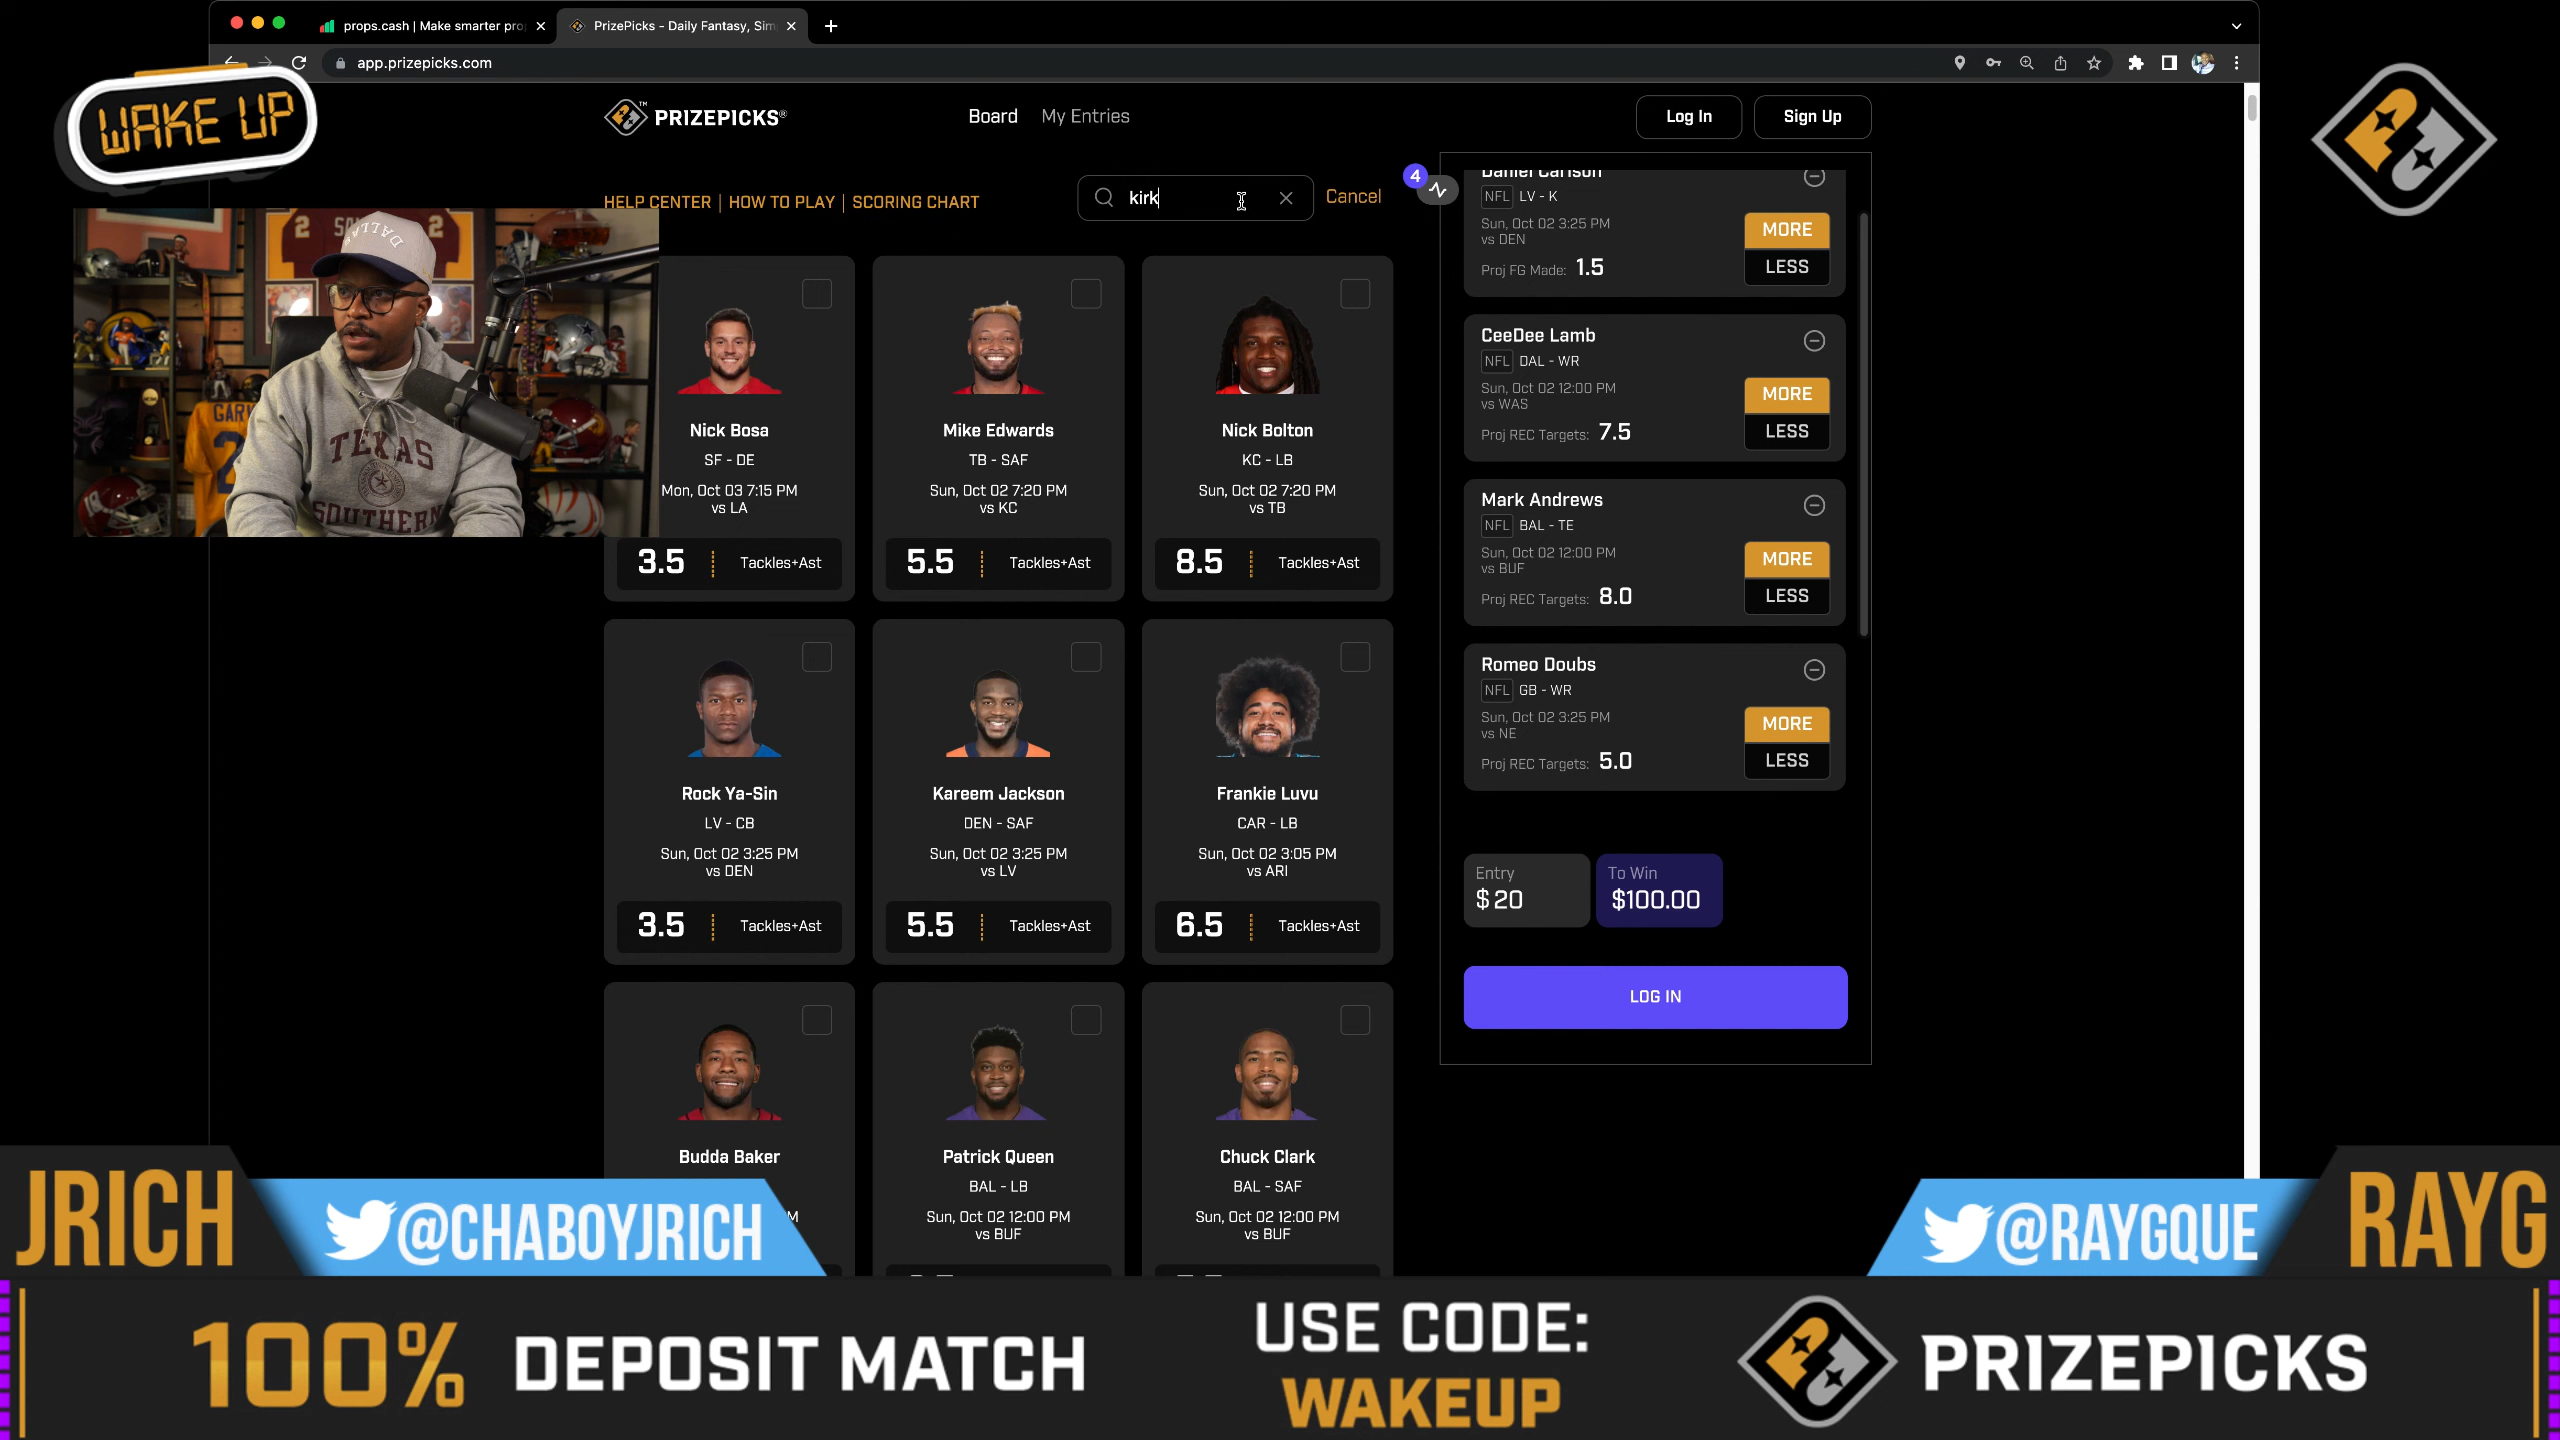 props.cash | Make smarter pro
PrizePicks - Daily Fantasy, Sim
app.prizepicks.com
WAKE UP
PRIZEPICKS®
Board
My Entries
Log In
Sign Up
HELP CENTER | HOW TO PLAY | SCORING CHART
kirk
Cancel
4
DALLAS
TEXAS
SOUTHERN
Nick Bosa
SF - DE
Mon, Oct 03 7:15 PM
vs LA
3.5 Tackles+Ast
Mike Edwards
TB - SAF
Sun, Oct 02 7:20 PM
vs KC
5.5 Tackles+Ast
Nick Bolton
KC - LB
Sun, Oct 02 7:20 PM
vs TB
8.5 Tackles+Ast
Rock Ya-Sin
LV - CB
Sun, Oct 02 3:25 PM
vs DEN
3.5 Tackles+Ast
Kareem Jackson
DEN - SAF
Sun, Oct 02 3:25 PM
vs LV
5.5 Tackles+Ast
Frankie Luvu
CAR - LB
Sun, Oct 02 3:05 PM
vs ARI
6.5 Tackles+Ast
Budda Baker
Patrick Queen
BAL - LB
Sun, Oct 02 12:00 PM
vs BUF
Chuck Clark
BAL - SAF
Sun, Oct 02 12:00 PM
vs BUF
Daniel Carlson
NFL LV - K
Sun, Oct 02 3:25 PM
vs DEN
Proj FG Made: 1.5
MORE
LESS
CeeDee Lamb
NFL DAL - WR
Sun, Oct 02 12:00 PM
vs WAS
Proj REC Targets: 7.5
MORE
LESS
Mark Andrews
NFL BAL - TE
Sun, Oct 02 12:00 PM
vs BUF
Proj REC Targets: 8.0
MORE
LESS
Romeo Doubs
NFL GB - WR
Sun, Oct 02 3:25 PM
vs NE
Proj REC Targets: 5.0
MORE
LESS
Entry
$ 20
To Win
$100.00
LOG IN
JRICH
@CHABOYJRICH
@RAYGQUE
RAYG
100% DEPOSIT MATCH
USE CODE:
WAKEUP
PRIZEPICKS